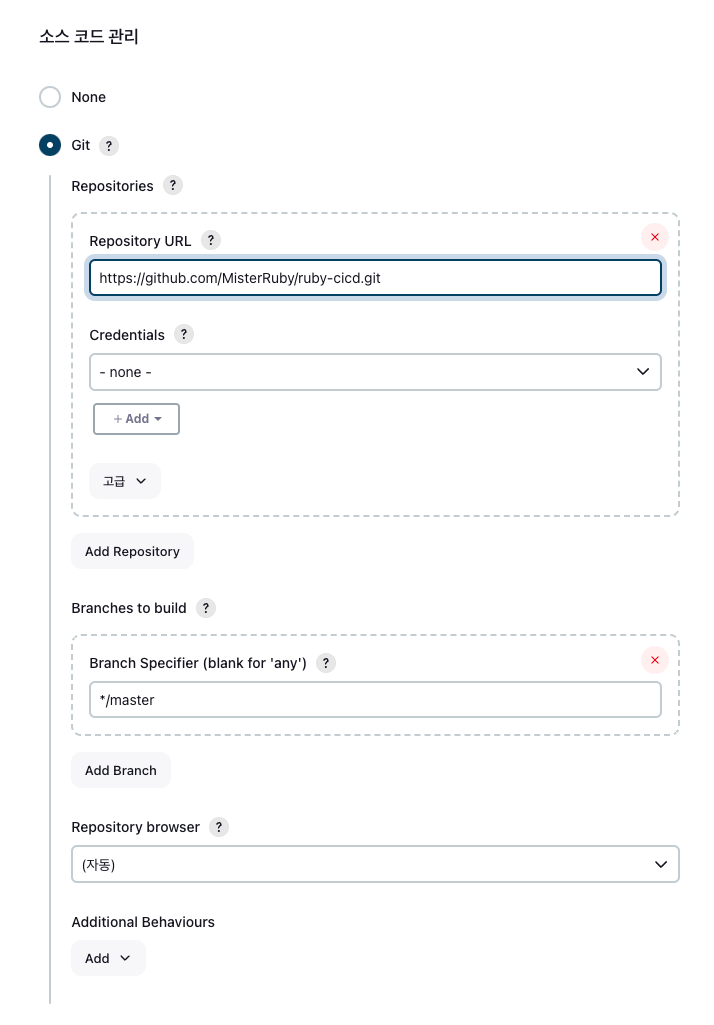 소스 코드 관리
None
Git ?
Repositories ?
Repository URL ?
https://github.com/MisterRuby/ruby-cicd.git
Credentials ?
- none -
+ Add
고급
Add Repository
Branches to build ?
Branch Specifier (blank for 'any') ?
*/master
Add Branch
Repository browser ?
(자동)
Additional Behaviours
Add